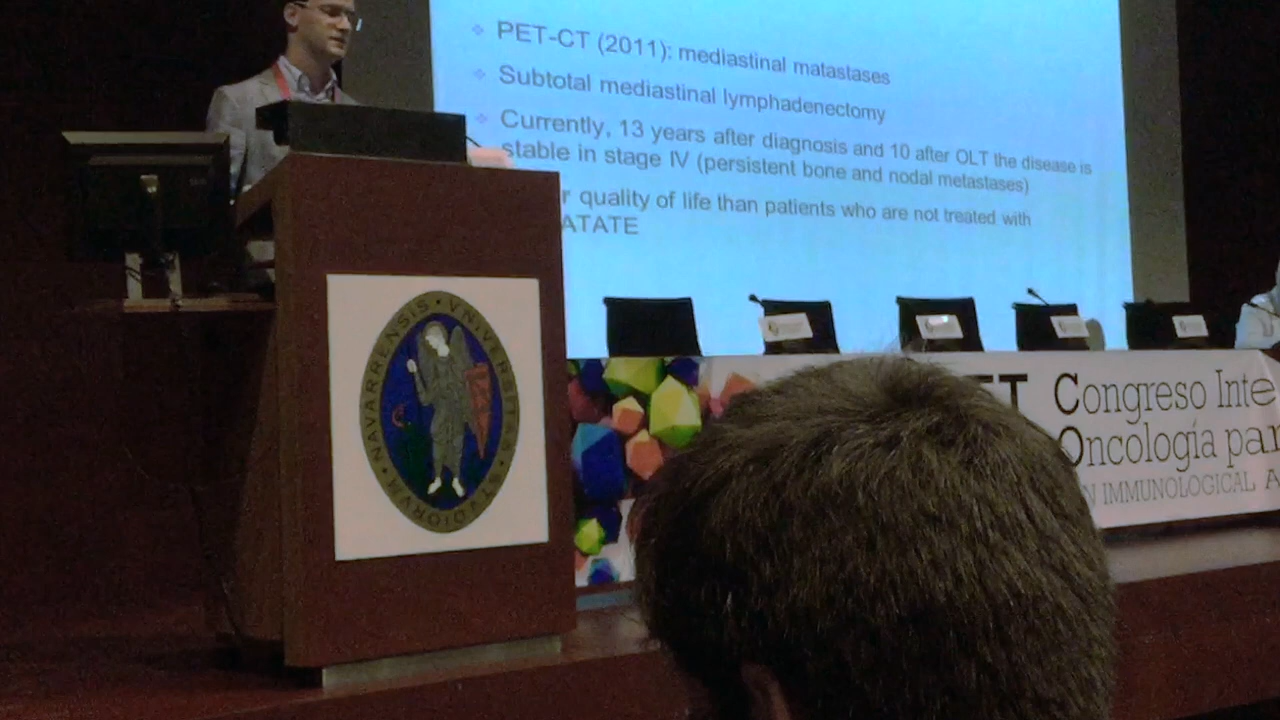 PET-CT (2011): mediastinal matastases
Subtotal mediastinal lymphadenectomy
Currently, 13 years after diagnosis and 10 after OLT the disease is
stable in stage IV (persistent bone and nodal metastases)
r quality of life than patients who are not treated with
ATATE
VNIVERSITAS • STVDIORVM • NAVARRENSIS •
Congreso Inte
Oncología par
N IMMUNOLOGICAL A